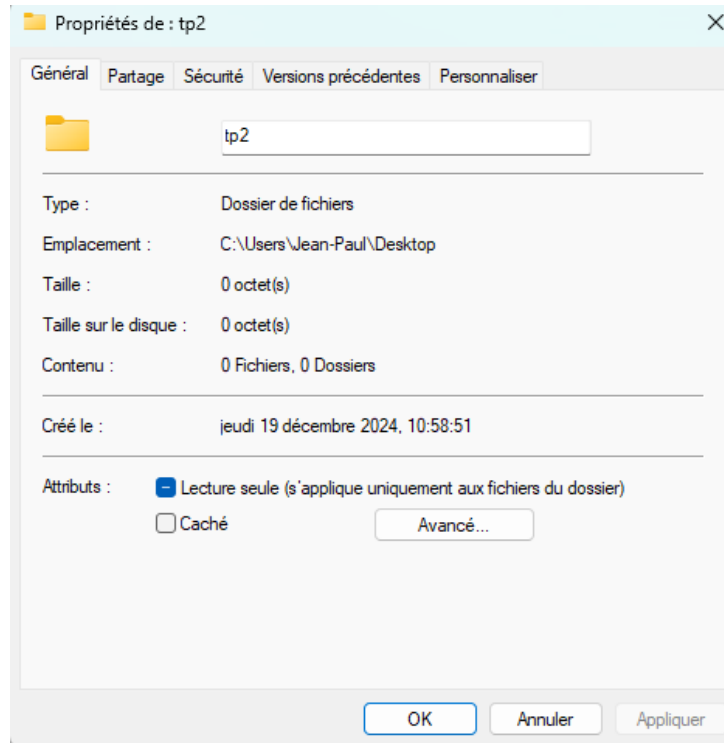 Propriétés de : tp2
Général Partage Sécurité Versions précédentes Personnaliser
tp2
Type : Dossier de fichiers
Emplacement : C:\Users\Jean-Paul\Desktop
Taille : 0 octet(s)
Taille sur le disque : 0 octet(s)
Contenu : 0 Fichiers, 0 Dossiers
Créé le : jeudi 19 décembre 2024, 10:58:51
Attributs : Lecture seule (s'applique uniquement aux fichiers du dossier)
Caché Avancé...
OK Annuler Appliquer